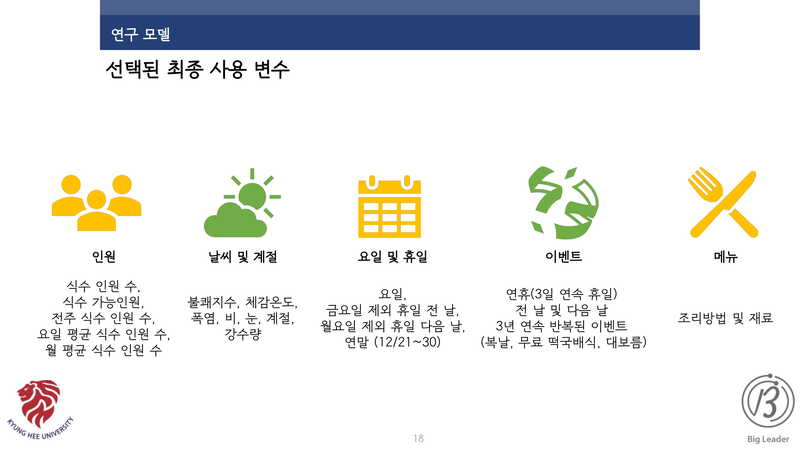 연구 모델
선택된 최종 사용 변수
인원
식수 인원 수,
식수 가능인원,
전주 식수 인원 수,
요일 평균 식수 인원 수,
월 평균 식수 인원 수
날씨 및 계절
불쾌지수, 체감온도,
폭염, 비, 눈, 계절,
강수량
요일 및 휴일
요일,
금요일 제외 휴일 전 날,
월요일 제외 휴일 다음 날,
연말 (12/21~30)
이벤트
연휴(3일 연속 휴일)
전 날 및 다음 날
3년 연속 반복된 이벤트
(복날, 무료 떡국배식, 대보름)
메뉴
조리방법 및 재료
KYUNG HEE UNIVERSITY
18
Big Leader